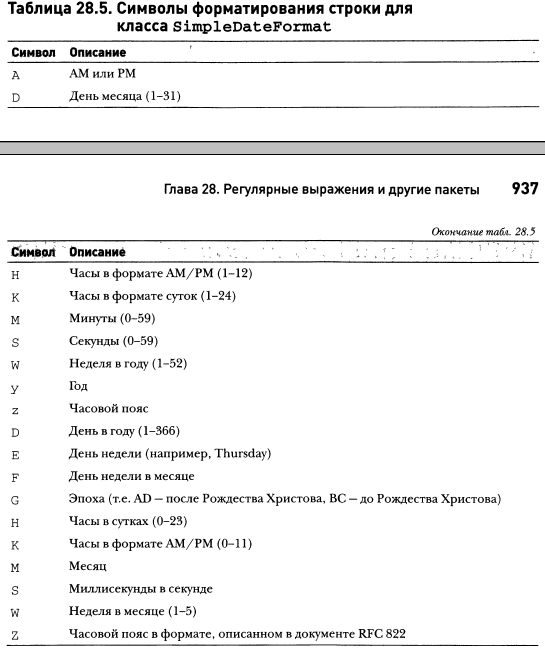 Таблица 28.5. Символы форматирования строки для
класса SimpleDateFormat
Символ Описание
A AM или PM
D День месяца (1–31)
Глава 28. Регулярные выражения и другие пакеты 937
Окончание табл. 28.5
Символ Описание
H Часы в формате AM/PM (1–12)
K Часы в формате суток (1–24)
M Минуты (0–59)
S Секунды (0–59)
W Неделя в году (1–52)
y Год
z Часовой пояс
D День в году (1–366)
E День недели (например, Thursday)
F День недели в месяце
G Эпоха (т.е. AD — после Рождества Христова, BC — до Рождества Христова)
H Часы в сутках (0–23)
K Часы в формате AM/PM (0–11)
M Месяц
S Миллисекунды в секунде
W Неделя в месяце (1–5)
Z Часовой пояс в формате, описанном в документе RFC 822